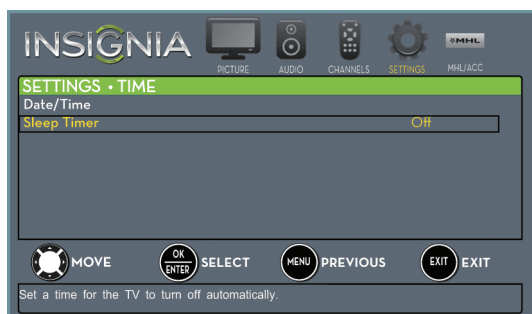 INSIGNIA
PICTURE AUDIO CHANNELS SETTINGS MHL/ACC
MHL
SETTINGS • TIME
Date/Time
Sleep Timer Off
MOVE OK ENTER SELECT MENU PREVIOUS EXIT EXIT
Set a time for the TV to turn off automatically.